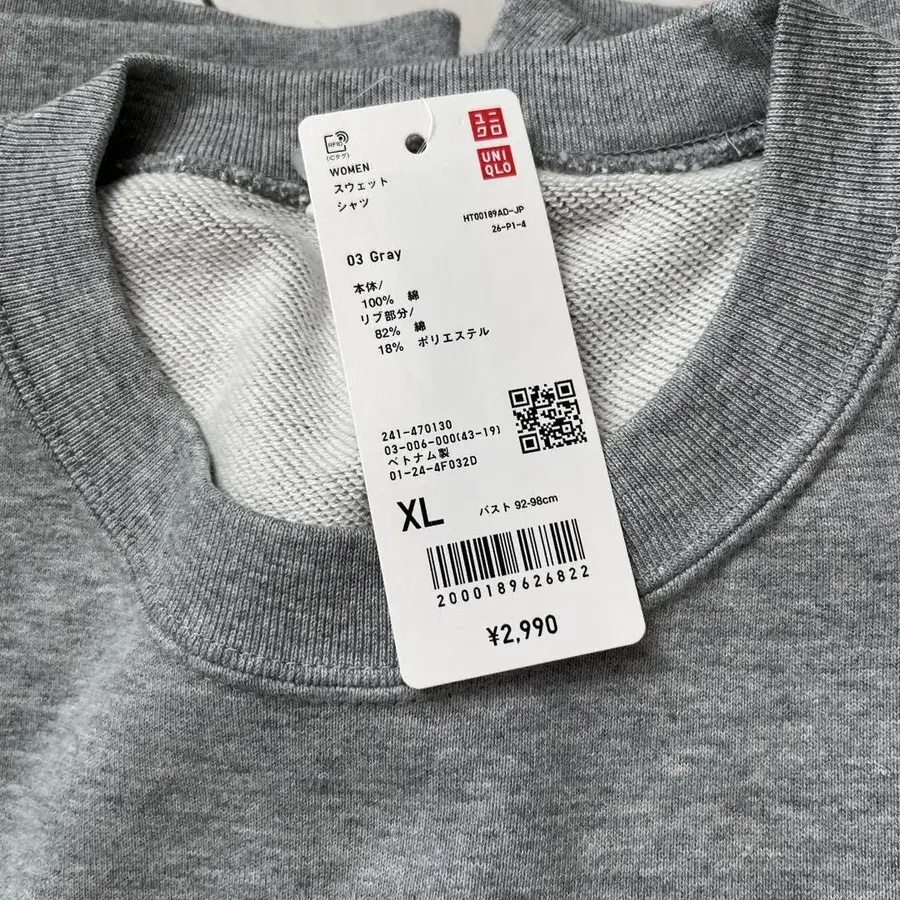 RFID
(ICタグ)
WOMEN
スウェット
シャツ
ユニ
クロ
UNI
QLO
HT00189AD-JP
26-P1-4
03 Gray
本体/
100% 綿
リブ部分/
82% 綿
18% ポリエステル
241-470130
03-006-000(43-19)
ベトナム製
01-24-4F032D
XL バスト 92-98cm
2000189626822
¥2,990